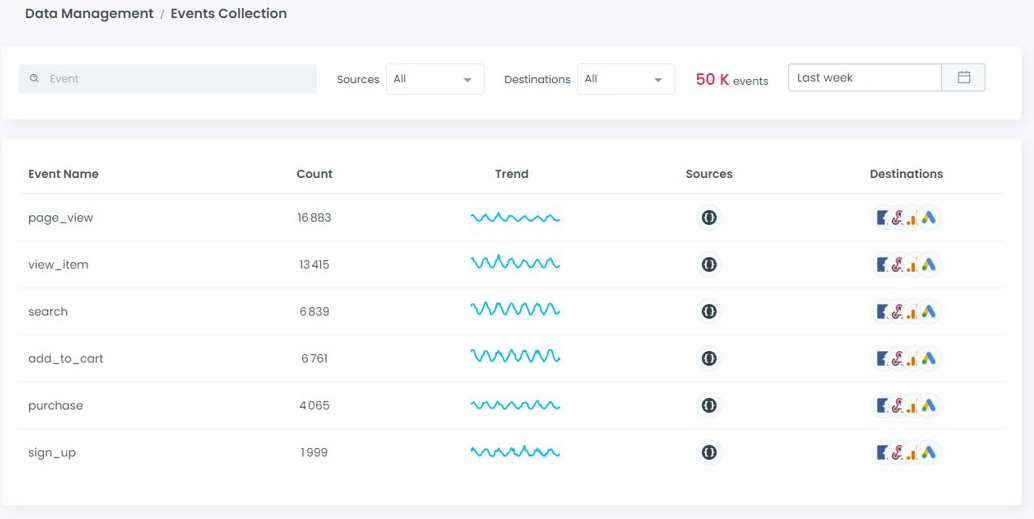 Data Management / Events Collection
Event Sources All Destinations All 50 K events Last week
Event Name Count Trend Sources Destinations
page_view 16 883
view_item 13 415
search 6 839
add_to_cart 6 761
purchase 4 065
sign_up 1 999